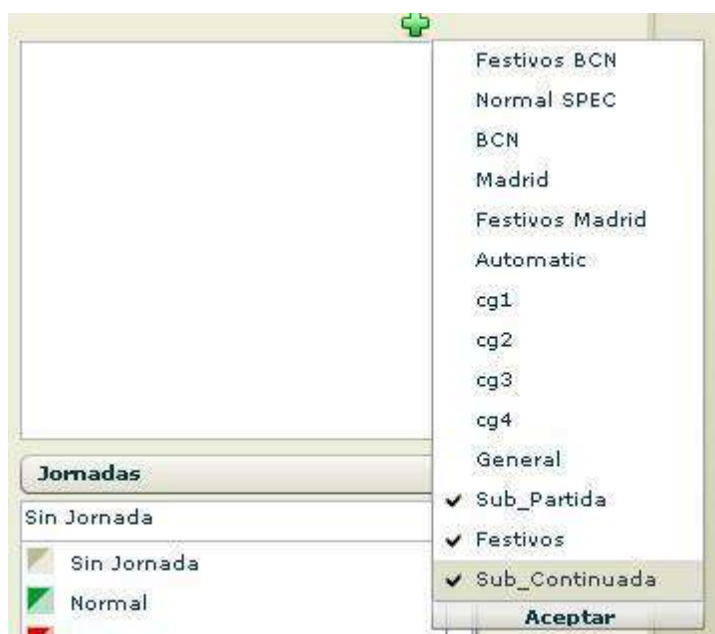 Festivos BCN
Normal SPEC
BCN
Madrid
Festivos Madrid
Automatic
cg1
cg2
cg3
cg4
General
Sub_Partida
Festivos
Sub_Continuada
Aceptar
Jornadas
Sin Jornada
Sin Jornada
Normal